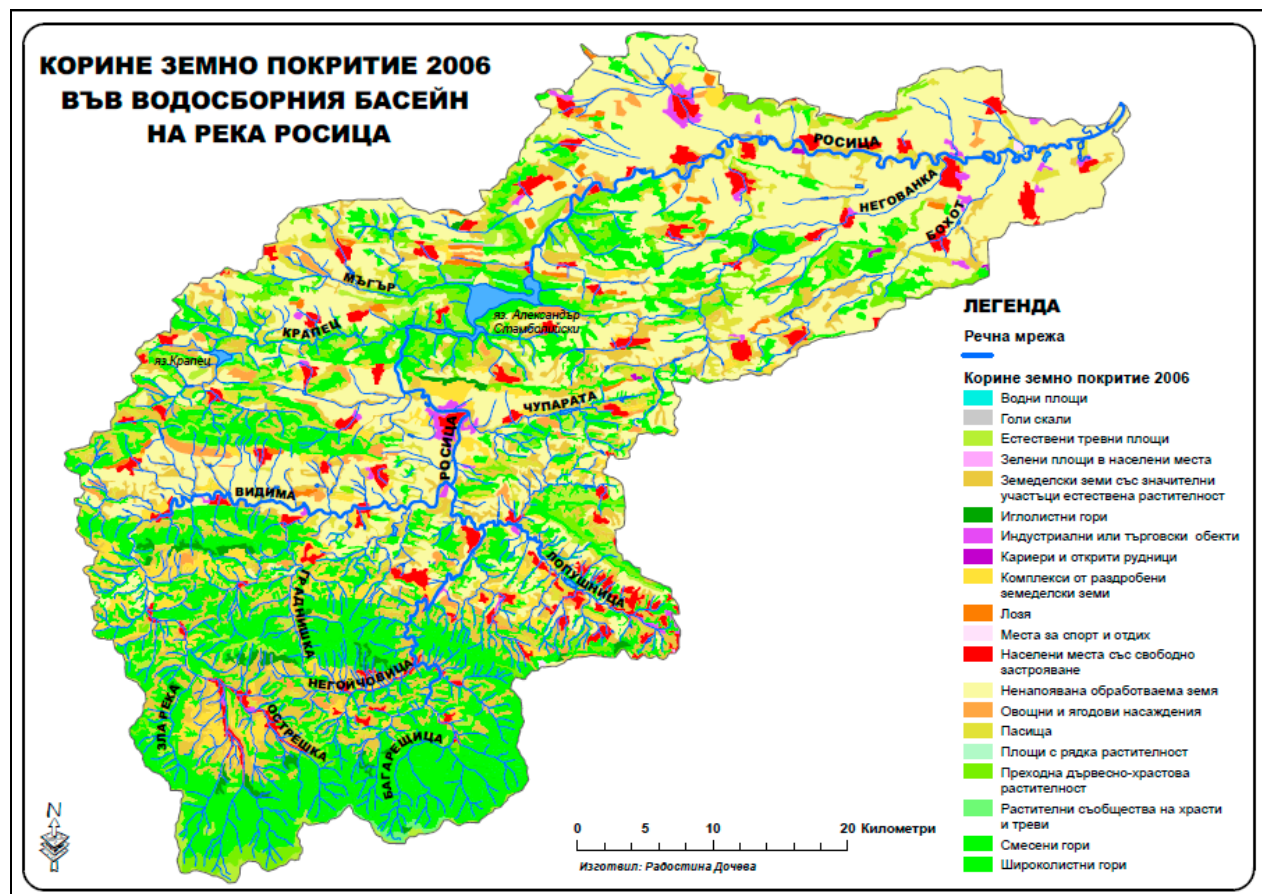 КОРИНЕ ЗЕМНО ПОКРИТИЕ 2006
ВЪВ ВОДОСБОРНИЯ БАСЕЙН
НА РЕКА РОСИЦА
РОСИЦА
НЕГОВАНКА
БОХОТ
МЪГЪР
КРАПЕЦ
яз. Александър
Стамболийски
яз.Крапец
ЧУПАРАТА
РОСИЦА
ВИДИМА
ЛОПУШНИЦА
ГРАДНИШКА
НЕГОЙЧОВИЦА
ЗЛА РЕКА
ОСТРЕШКА
БАГАРЕЩИЦА
ЛЕГЕНДА
Речна мрежа
Корине земно покритие 2006
Водни площи
Голи скали
Естествени тревни площи
Зелени площи в населени места
Земеделски земи със значителни
участъци естествена растителност
Иглолистни гори
Индустриални или търговски обекти
Кариери и открити рудници
Комплекси от раздробени
земеделски земи
Лозя
Места за спорт и отдих
Населени места със свободно
застрояване
Ненапоявана обработваема земя
Овощни и ягодови насаждения
Пасища
Площи с рядка растителност
Преходна дървесно-храстова
растителност
Растителни съобщества на храсти
и треви
Смесени гори
Широколистни гори
N
0 5 10 20 Километри
Изготвил: Радостина Дочева